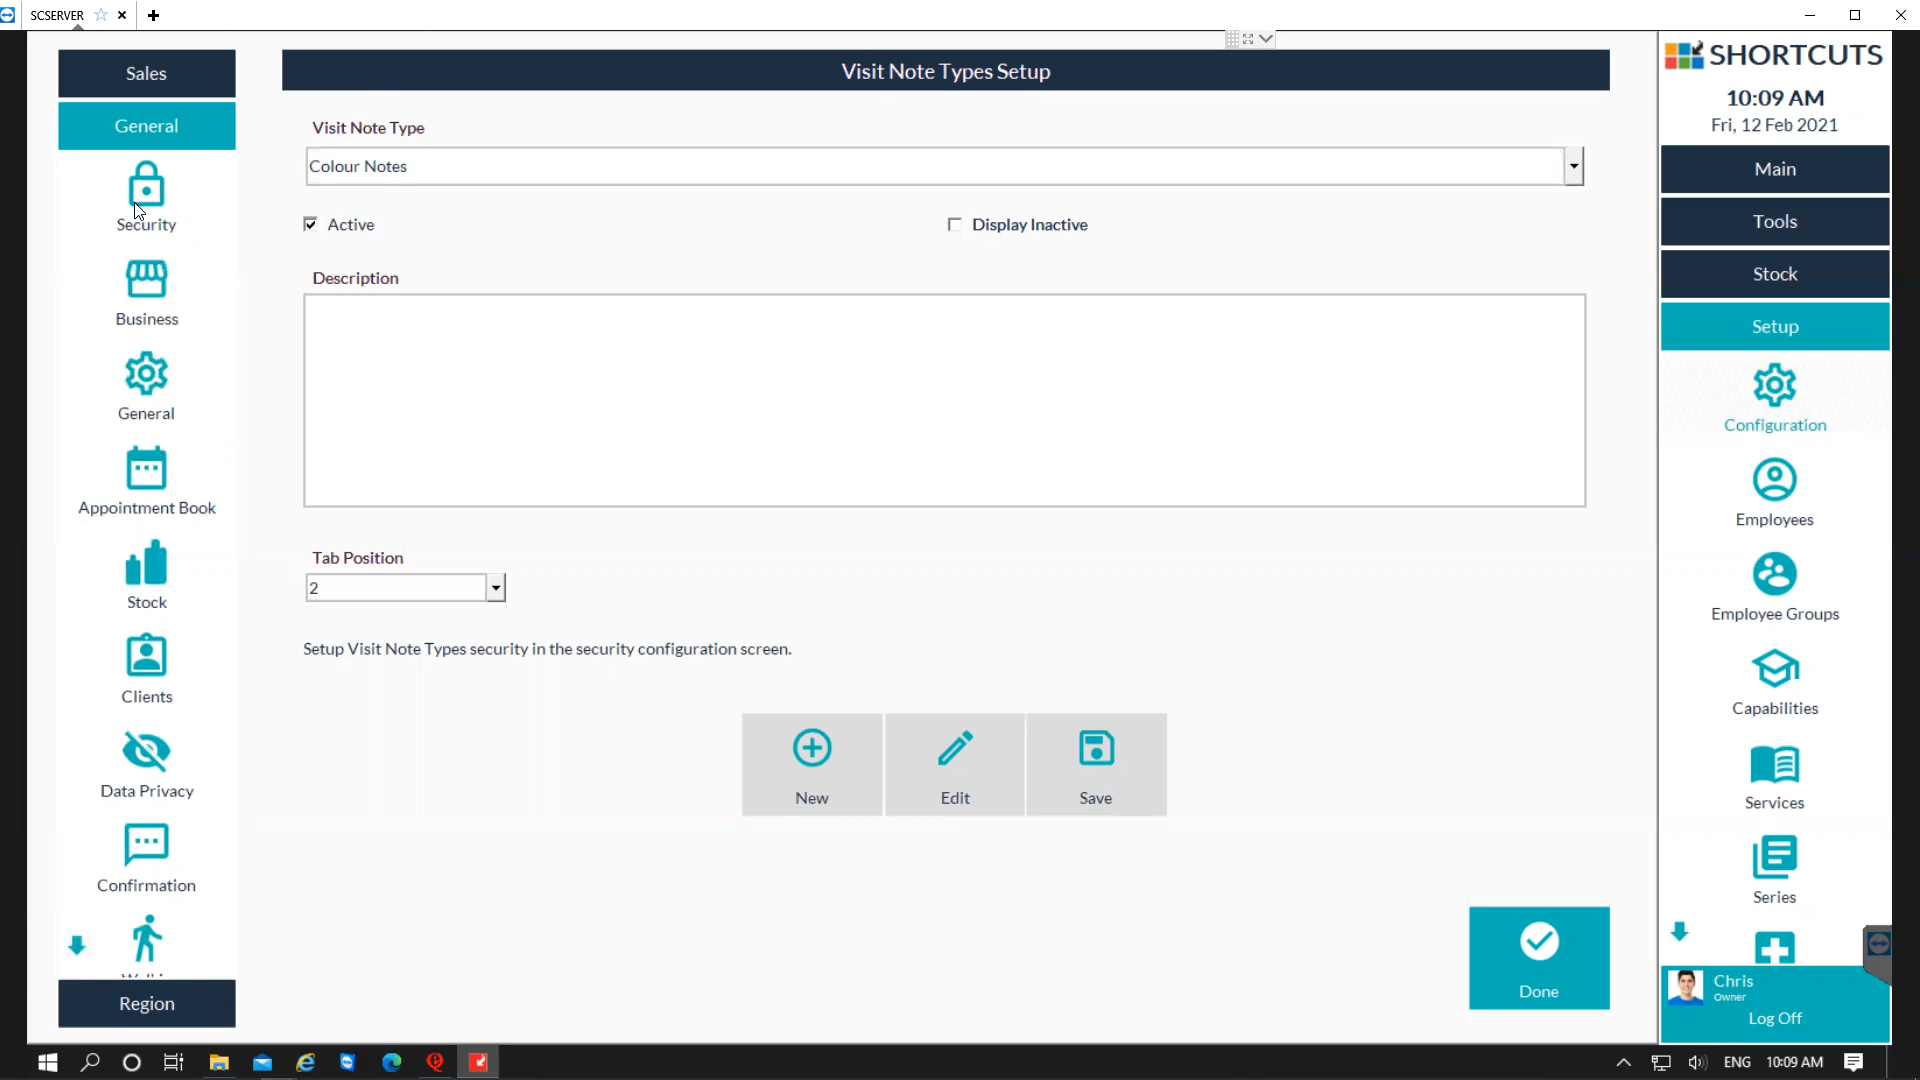 SCSERVER
Sales
General
Security
Business
General
Appointment Book
Stock
Clients
Data Privacy
Confirmation
Region
Visit Note Types Setup
Visit Note Type
Colour Notes
Active
Display Inactive
Description
Tab Position
2
Setup Visit Note Types security in the security configuration screen.
New
Edit
Save
Done
SHORTCUTS
10:09 AM
Fri, 12 Feb 2021
Main
Tools
Stock
Setup
Configuration
Employees
Employee Groups
Capabilities
Services
Series
Chris
Owner
Log Off
ENG
10:09 AM